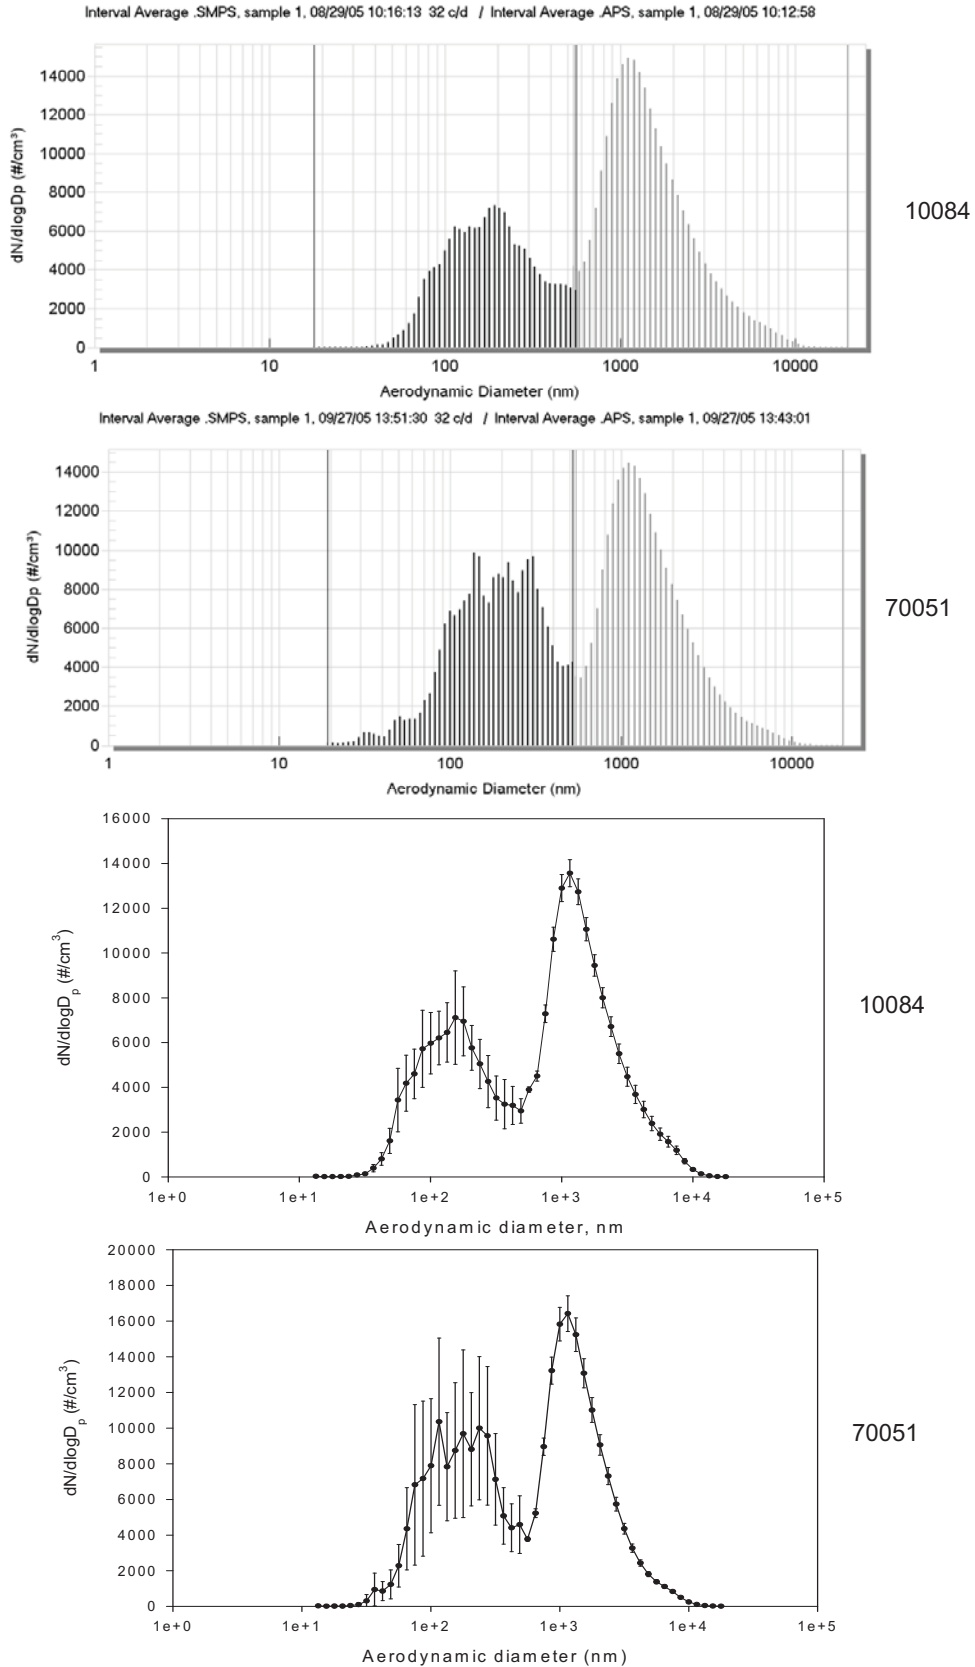 Interval Average .SMPS, sample 1, 08/29/05 10:16:13 32 c/d / Interval Average .APS, sample 1, 08/29/05 10:12:58
dN/dlogDp (#/cm³)
14000
12000
10000
8000
6000
4000
2000
0
1 10 100 1000 10000
Aerodynamic Diameter (nm)
10084
Interval Average .SMPS, sample 1, 09/27/05 13:51:30 32 c/d / Interval Average .APS, sample 1, 09/27/05 13:43:01
dN/dlogDp (#/cm³)
14000
12000
10000
8000
6000
4000
2000
0
1 10 100 1000 10000
Aerodynamic Diameter (nm)
70051
dN/dlogDp (#/cm3)
16000
14000
12000
10000
8000
6000
4000
2000
0
1e+0 1e+1 1e+2 1e+3 1e+4 1e+5
Aerodynamic diameter, nm
10084
dN/dlogDp (#/cm3)
20000
18000
16000
14000
12000
10000
8000
6000
4000
2000
0
1e+0 1e+1 1e+2 1e+3 1e+4 1e+5
Aerodynamic diameter (nm)
70051